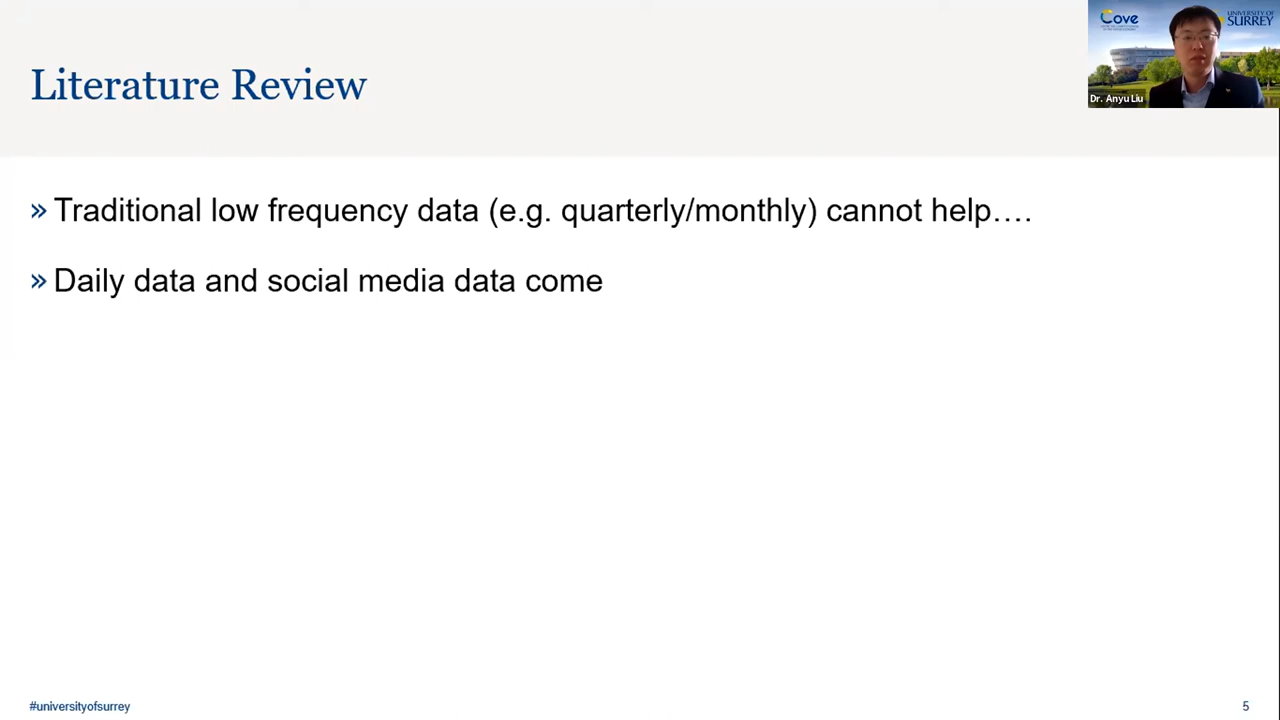 Cove
UNIVERSITY OF
SURREY
Dr. Anyu Liu
Literature Review
» Traditional low frequency data (e.g. quarterly/monthly) cannot help….
» Daily data and social media data come
#universityofsurrey
5